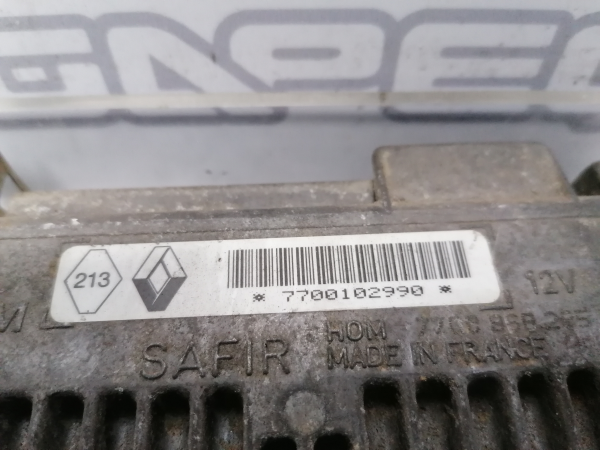 213
* 7700102990 *
12V
M
SAFIR
HOM
MADE IN FRANCE